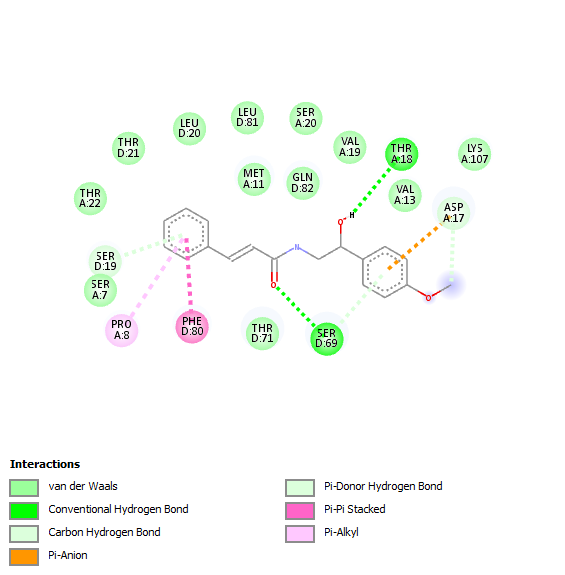 LEU
D:81
SER
A:20
LEU
D:20
THR
D:21
VAL
A:19
THR
A:18
LYS
A:107
MET
A:11
GLN
D:82
THR
A:22
VAL
A:13
ASP
A:17
H
O
N
SER
D:19
SER
A:7
O
O
PRO
A:8
PHE
D:80
THR
D:71
SER
D:69
Interactions
van der Waals
Conventional Hydrogen Bond
Carbon Hydrogen Bond
Pi-Anion
Pi-Donor Hydrogen Bond
Pi-Pi Stacked
Pi-Alkyl